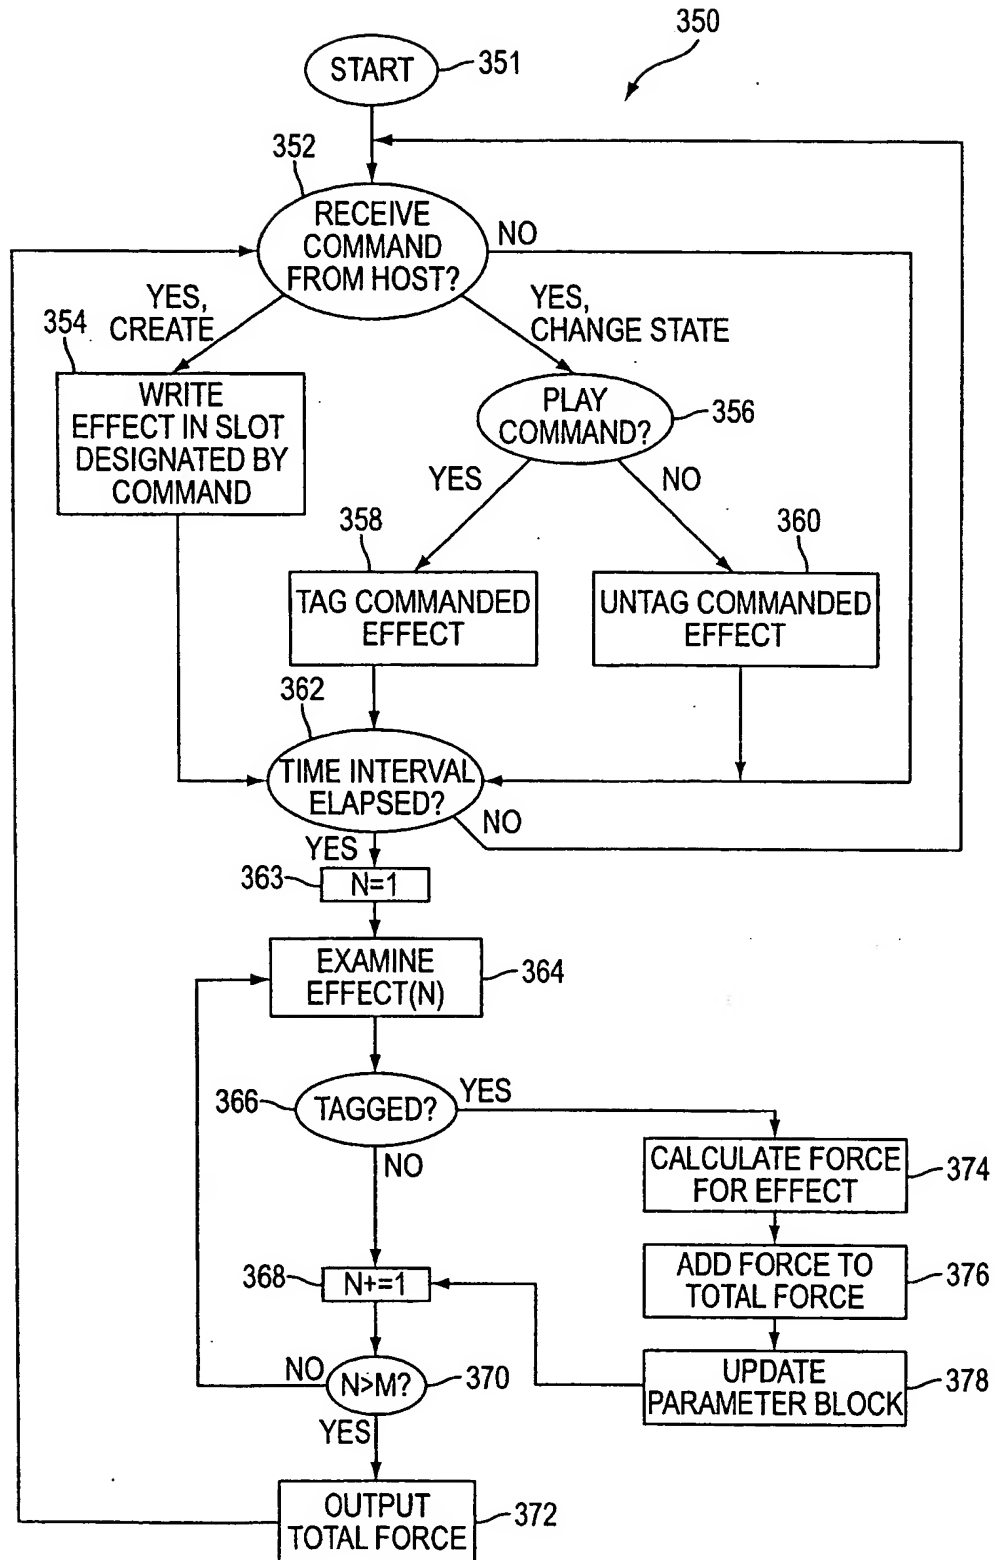 350
START
351
352
RECEIVE
COMMAND
FROM HOST?
NO
YES,
CREATE
YES,
CHANGE STATE
354
WRITE
EFFECT IN SLOT
DESIGNATED BY
COMMAND
PLAY
COMMAND?
356
YES
NO
358
360
TAG COMMANDED
EFFECT
UNTAG COMMANDED
EFFECT
362
TIME INTERVAL
ELAPSED?
NO
YES
363
N=1
EXAMINE
EFFECT(N)
364
366
TAGGED?
YES
NO
CALCULATE FORCE
FOR EFFECT
374
368
N+=1
ADD FORCE TO
TOTAL FORCE
376
NO
N>M?
370
UPDATE
PARAMETER BLOCK
378
YES
OUTPUT
TOTAL FORCE
372